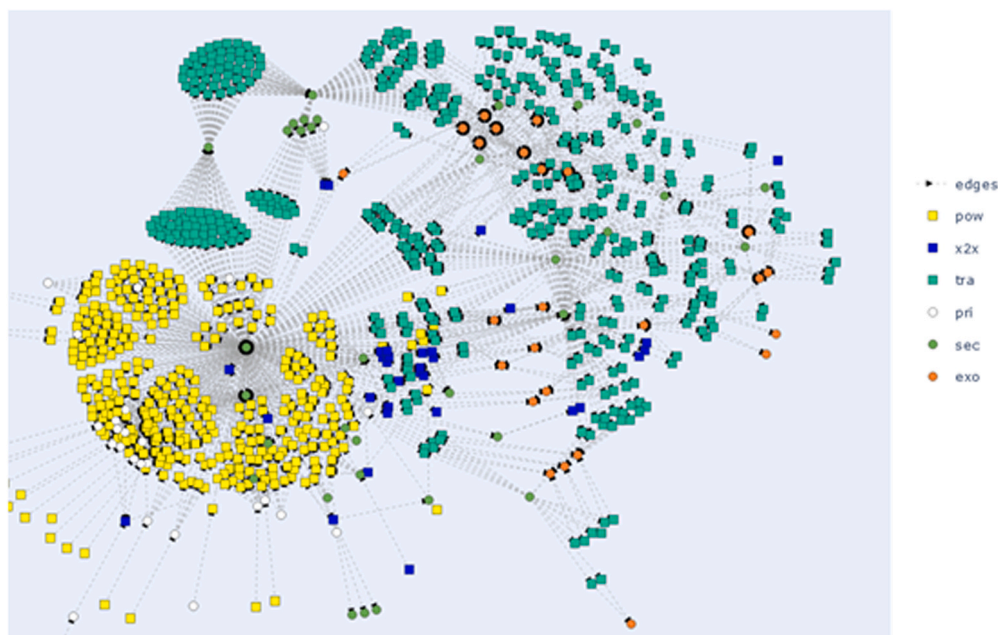 edges
pow
x2x
tra
pri
sec
exo